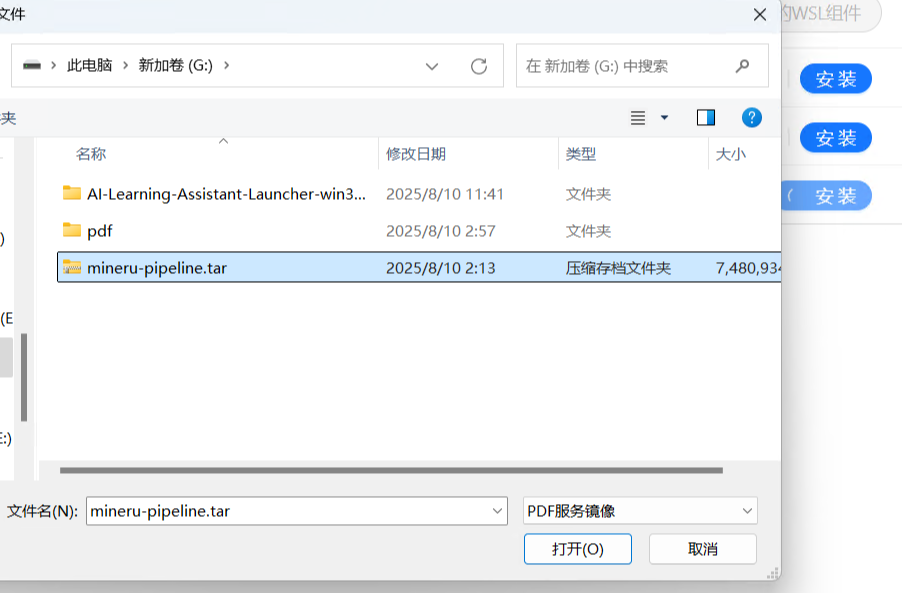 文件
的WSL组件
此电脑 > 新加卷 (G:) >
在 新加卷 (G:) 中搜索
安装
夹
安装
名称 修改日期 类型 大小
AI-Learning-Assistant-Launcher-win3... 2025/8/10 11:41 文件夹
安装
pdf 2025/8/10 2:57 文件夹
)
mineru-pipeline.tar 2025/8/10 2:13 压缩存档文件夹 7,480,934
(E
E:)
文件名(N): mineru-pipeline.tar PDF服务镜像
打开(O) 取消